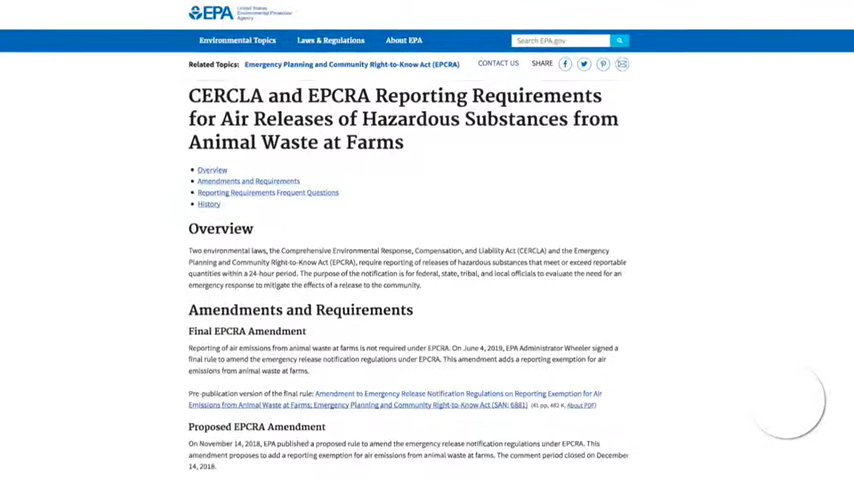 EPA United States
Environmental Protection
Agency
Environmental Topics Laws & Regulations About EPA Search EPA.gov
Related Topics: Emergency Planning and Community Right-to-Know Act (EPCRA) CONTACT US SHARE
CERCLA and EPCRA Reporting Requirements
for Air Releases of Hazardous Substances from
Animal Waste at Farms
• Overview
• Amendments and Requirements
• Reporting Requirements Frequent Questions
• History
Overview
Two environmental laws, the Comprehensive Environmental Response, Compensation, and Liability Act (CERCLA) and the Emergency
Planning and Community Right-to-Know Act (EPCRA), require reporting of releases of hazardous substances that meet or exceed reportable
quantities within a 24-hour period. The purpose of the notification is for federal, state, tribal, and local officials to evaluate the need for an
emergency response to mitigate the effects of a release to the community.
Amendments and Requirements
Final EPCRA Amendment
Reporting of air emissions from animal waste at farms is not required under EPCRA. On June 4, 2019, EPA Administrator Wheeler signed a
final rule to amend the emergency release notification regulations under EPCRA. This amendment adds a reporting exemption for air
emissions from animal waste at farms.
Pre-publication version of the final rule: Amendment to Emergency Release Notification Regulations on Reporting Exemption for Air
Emissions from Animal Waste at Farms; Emergency Planning and Community Right-to-Know Act (SAN: 6881) (41 pp, 482 K, About PDF)
Proposed EPCRA Amendment
On November 14, 2018, EPA published a proposed rule to amend the emergency release notification regulations under EPCRA. This
amendment proposes to add a reporting exemption for air emissions from animal waste at farms. The comment period closed on December
14, 2018.